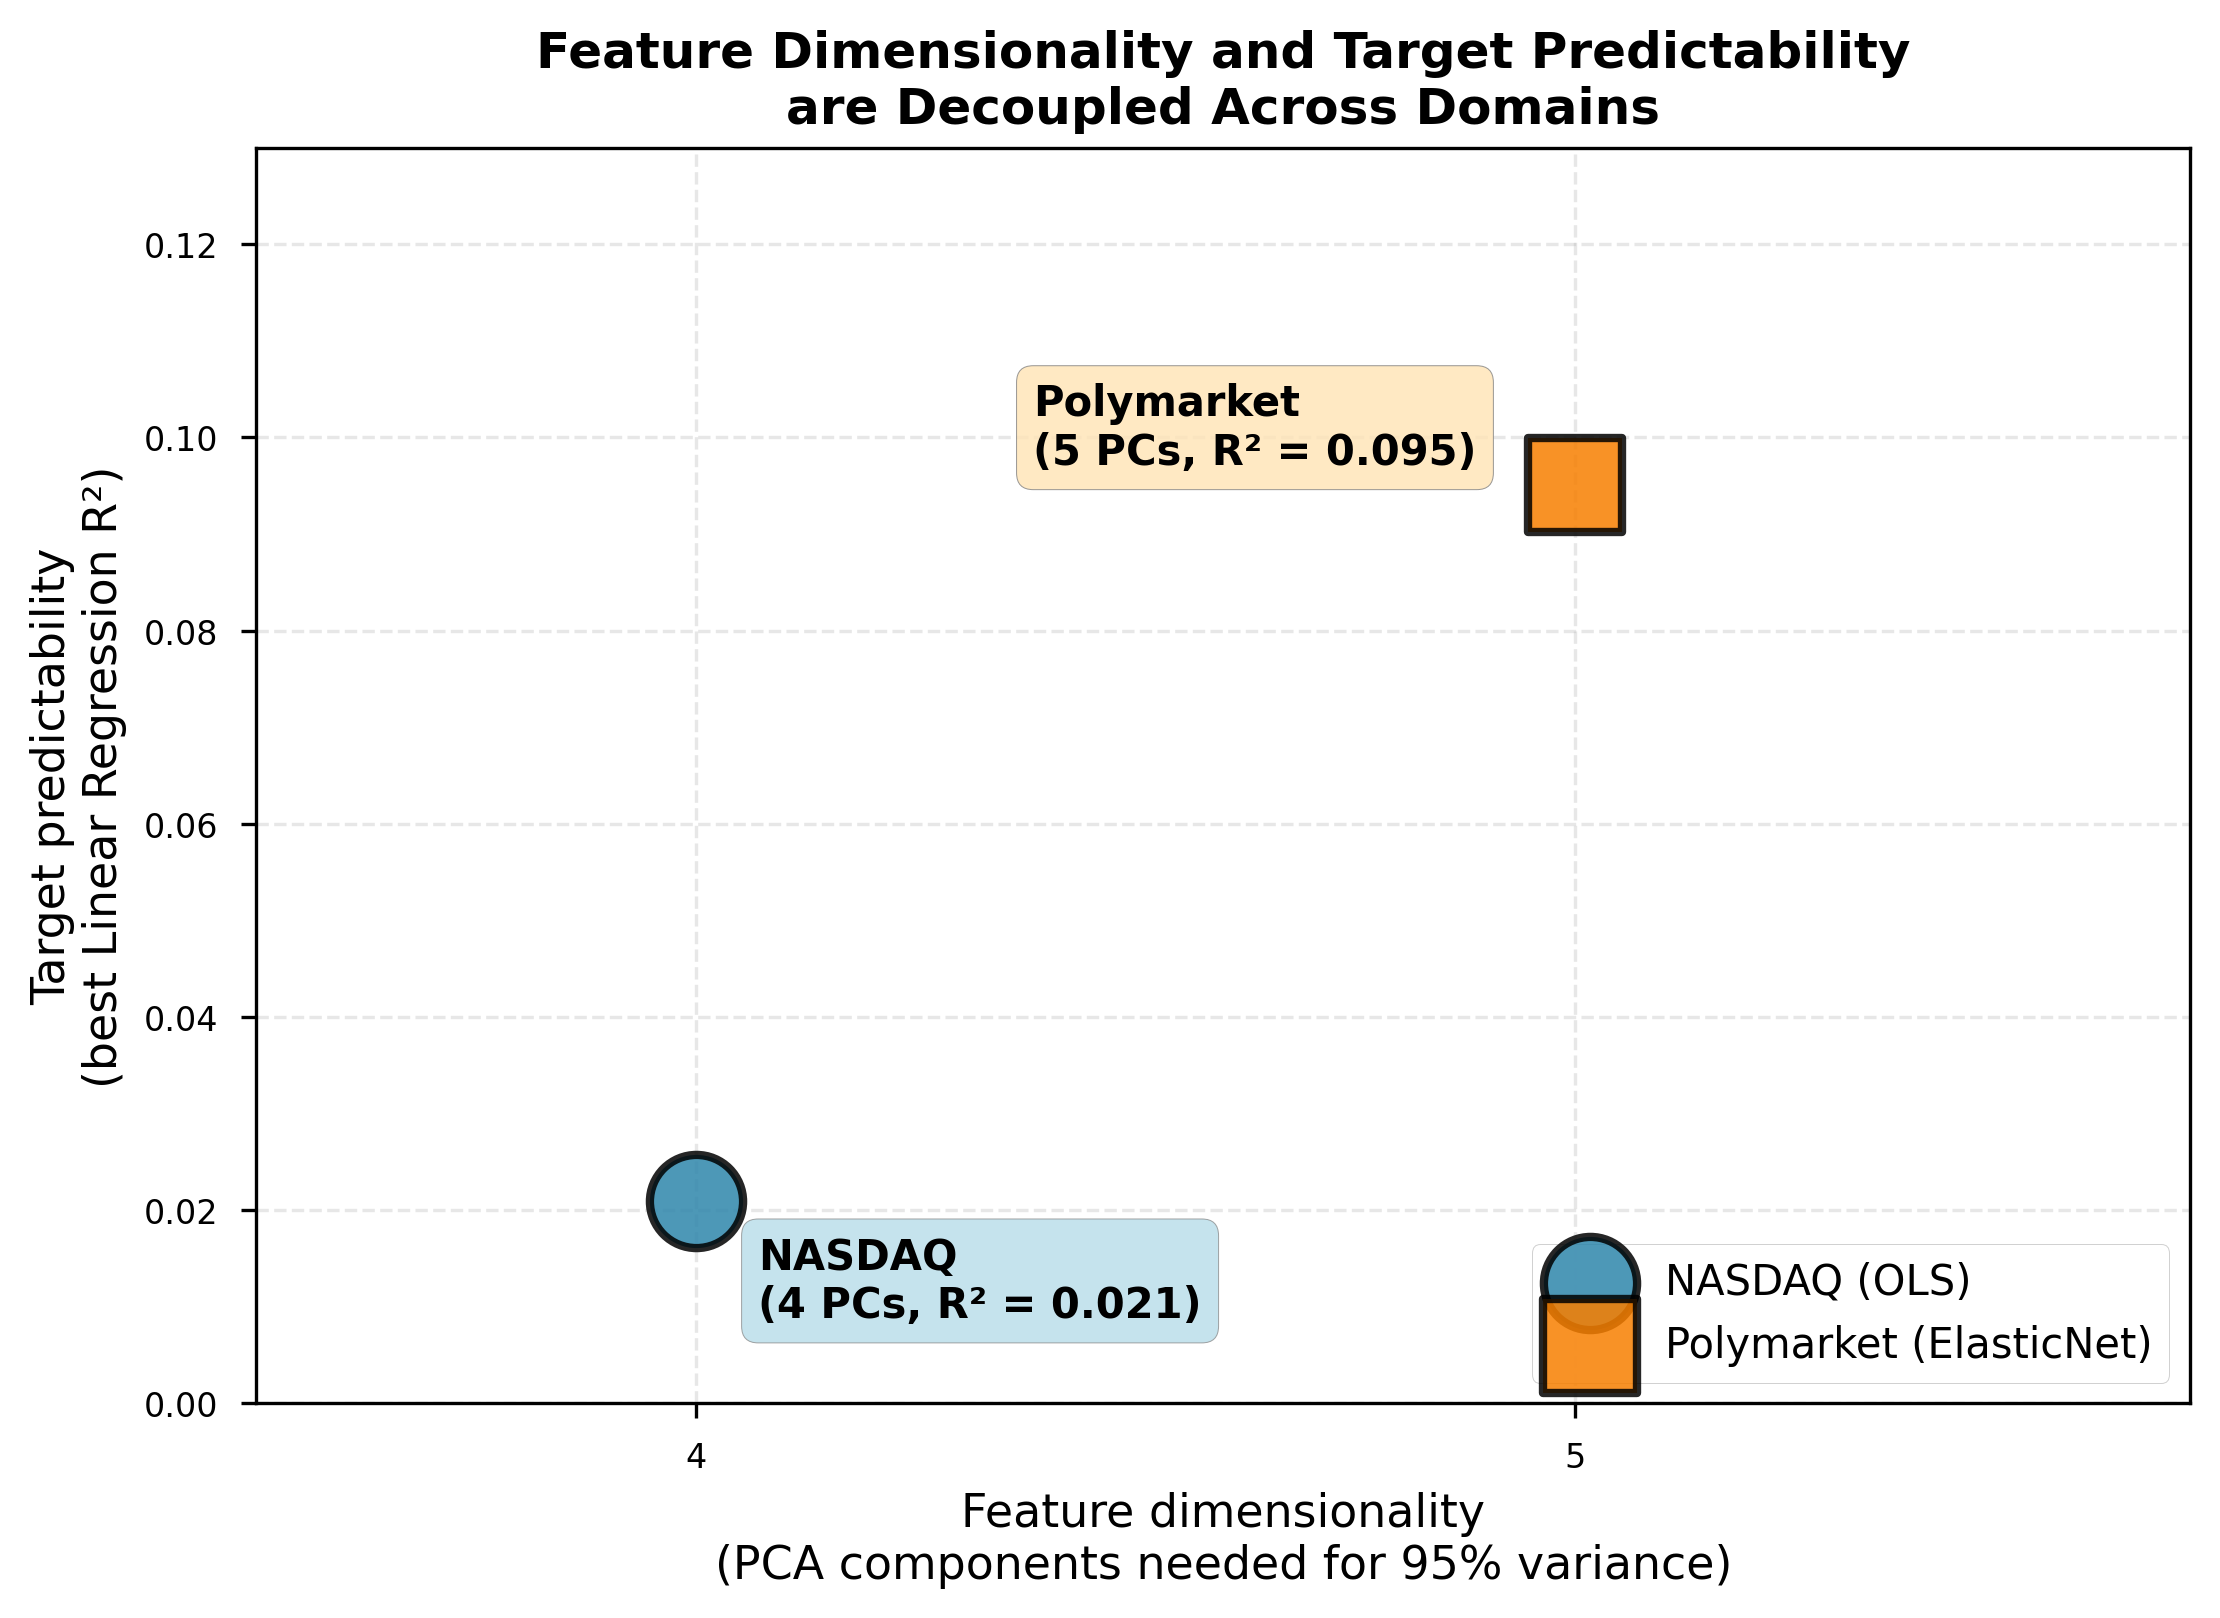 Feature Dimensionality and Target Predictability
are Decoupled Across Domains
Target predictability
(best Linear Regression R²)
0.12
0.10
0.08
0.06
0.04
0.02
0.00
Polymarket
(5 PCs, R² = 0.095)
NASDAQ
(4 PCs, R² = 0.021)
NASDAQ (OLS)
Polymarket (ElasticNet)
4
5
Feature dimensionality
(PCA components needed for 95% variance)